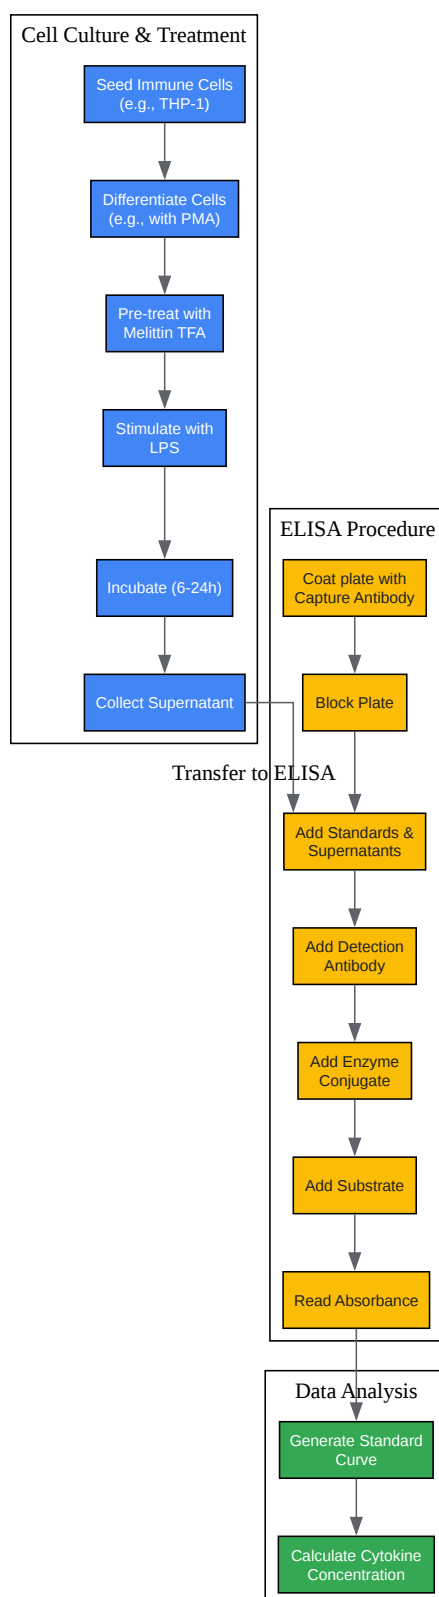 Cell Culture & Treatment
Seed Immune Cells
(e.g., THP-1)
Differentiate Cells
(e.g., with PMA)
Pre-treat with
Melittin TFA
Stimulate with
LPS
Incubate (6-24h)
Collect Supernatant
Transfer to ELISA
ELISA Procedure
Coat plate with
Capture Antibody
Block Plate
Add Standards &
Supernatants
Add Detection
Antibody
Add Enzyme
Conjugate
Add Substrate
Read Absorbance
Data Analysis
Generate Standard
Curve
Calculate Cytokine
Concentration